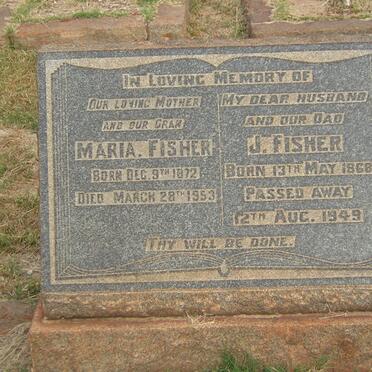 In Loving Memory of
Our Loving Mother
and our Gran
Maria. Fisher
Born Dec. 9th 1872
Died March 28th 1953
My dear Husband
and our Dad
J. Fisher
Born 13th May 1868
Passed away
12th Aug. 1949
Thy will be done.